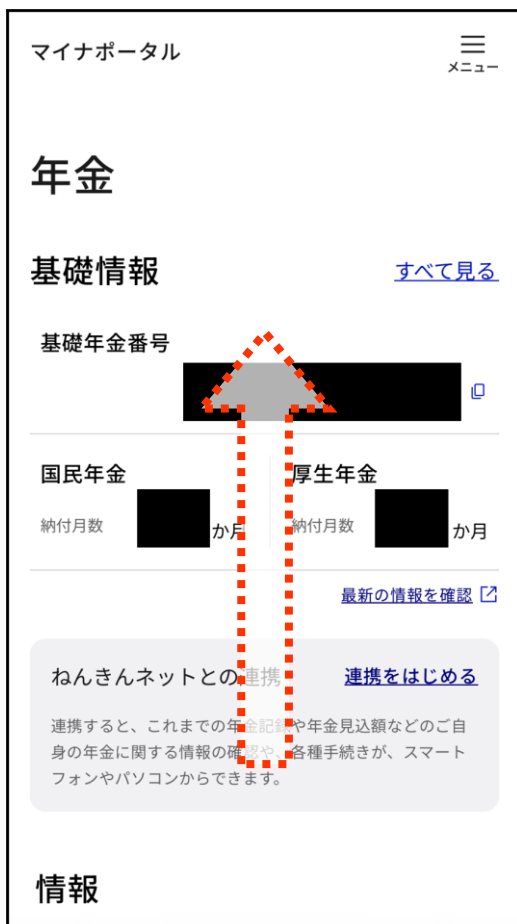 マイナポータル
メニュー
年金
基礎情報
すべて見る
基礎年金番号
国民年金
厚生年金
納付月数 か月
納付月数 か月
最新の情報を確認
ねんきんネットとの連携
連携をはじめる
連携すると、これまでの年金記録や年金見込額などのご自
身の年金に関する情報の確認や、各種手続きが、スマート
フォンやパソコンからできます。
情報